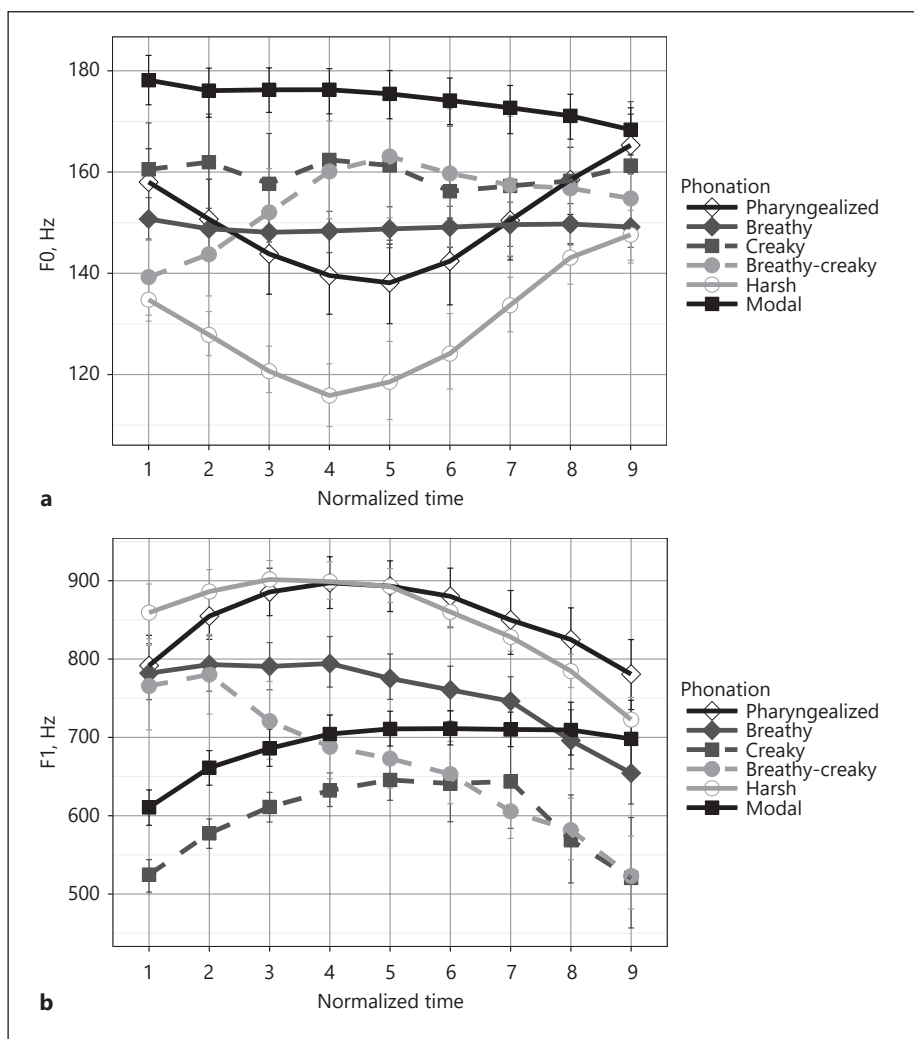 180
160
140
120
F0, Hz
1 2 3 4 5 6 7 8 9
Normalized time
Phonation
Pharyngealized
Breathy
Creaky
Breathy-creaky
Harsh
Modal
a
900
800
700
600
500
F1, Hz
1 2 3 4 5 6 7 8 9
Normalized time
Phonation
Pharyngealized
Breathy
Creaky
Breathy-creaky
Harsh
Modal
b